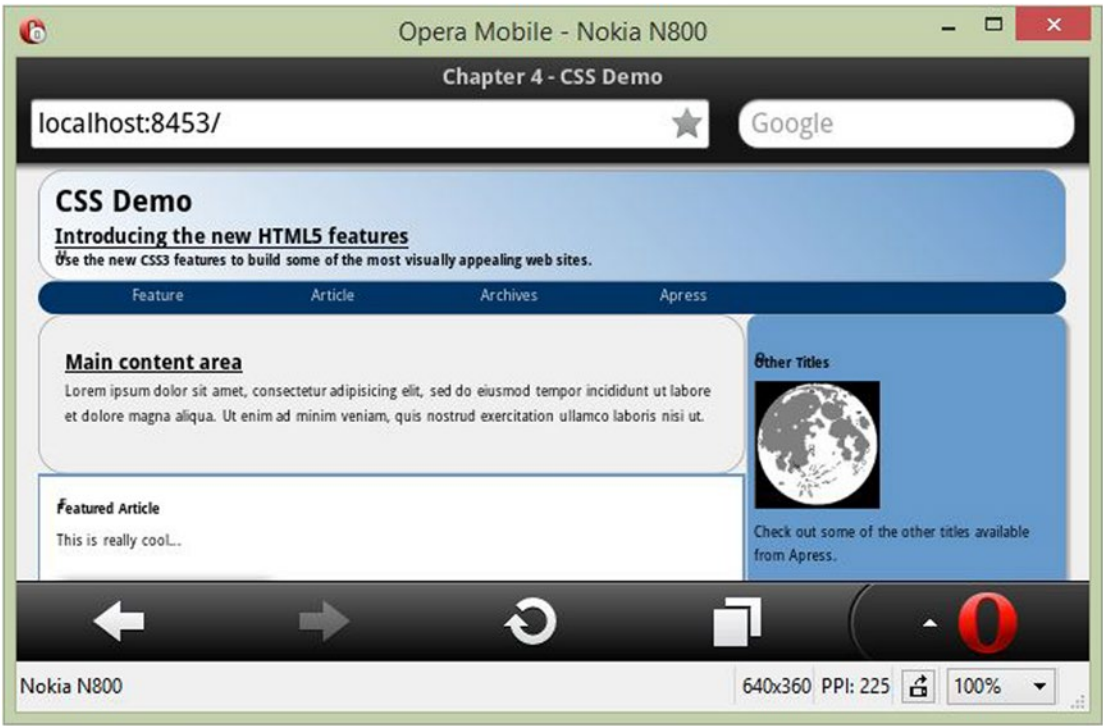 Opera Mobile - Nokia N800
Chapter 4 - CSS Demo
localhost:8453/
Google
CSS Demo
Introducing the new HTML5 features
Use the new CSS3 features to build some of the most visually appealing web sites.
Feature Article Archives Apress
Main content area
Lorem ipsum dolor sit amet, consectetur adipisicing elit, sed do eiusmod tempor incididunt ut labore
et dolore magna aliqua. Ut enim ad minim veniam, quis nostrud exercitation ullamco laboris nisi ut.
Featured Article
This is really cool...
Other Titles
Check out some of the other titles available
from Apress.
Nokia N800 640x360 PPI: 225 100%